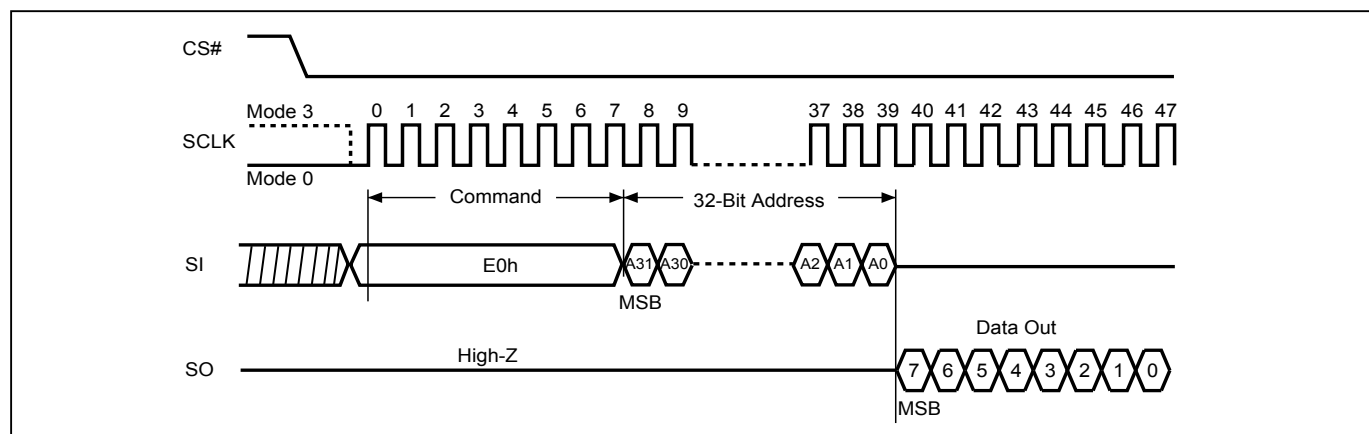 CS#
Mode 3
0 1 2 3 4 5 6 7 8 9 37 38 39 40 41 42 43 44 45 46 47
SCLK
Mode 0
Command
32-Bit Address
SI
E0h
A31 A30 A2 A1 A0
MSB
Data Out
High-Z
SO
7 6 5 4 3 2 1 0
MSB